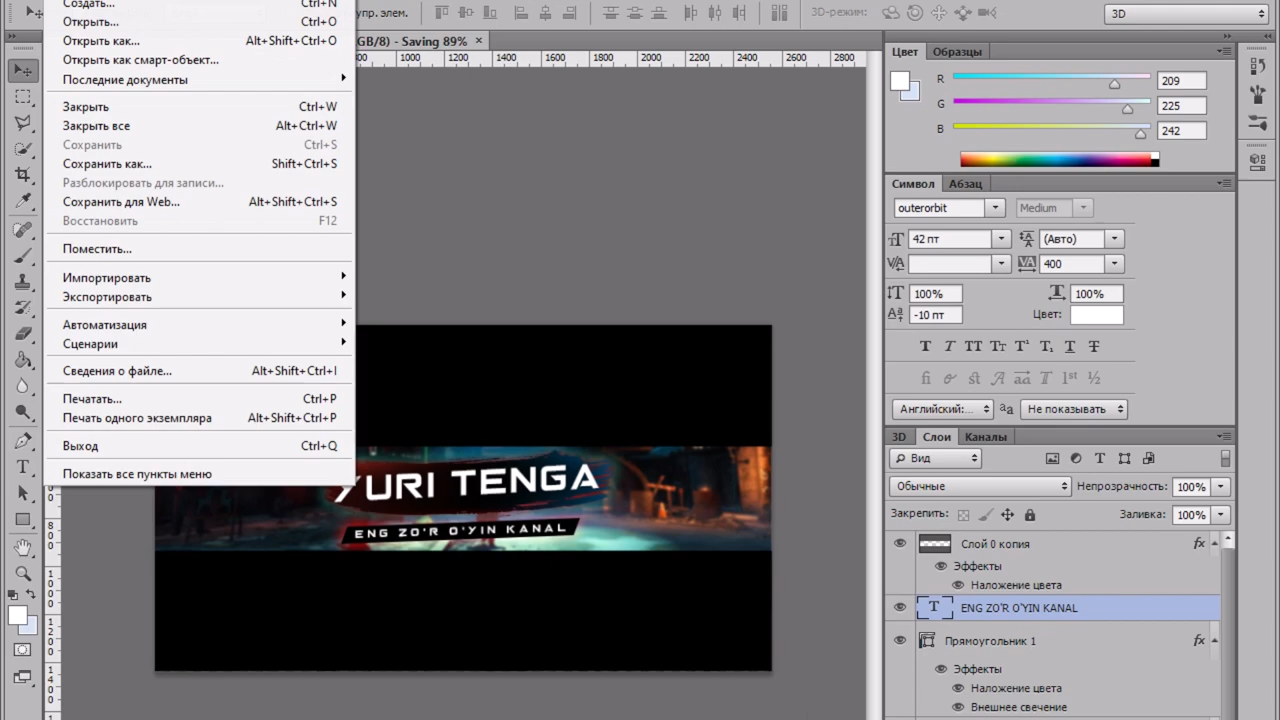 Создать... Ctrl+N
упр. элем.
3D-режим:
3D
Открыть... Ctrl+O
Открыть как... Alt+Shift+Ctrl+O
GB/8) - Saving 89% ×
Открыть как смарт-объект...
Последние документы
1000 1200 1400 1600 1800 2000 2200 2400 2600 2800
Закрыть Ctrl+W
Закрыть все Alt+Ctrl+W
Сохранить Ctrl+S
Сохранить как... Shift+Ctrl+S
Разблокировать для записи...
Сохранить для Web... Alt+Shift+Ctrl+S
Восстановить F12
Поместить...
Импортировать
Экспортировать
Автоматизация
Сценарии
Сведения о файле... Alt+Shift+Ctrl+I
Печатать... Ctrl+P
Печать одного экземпляра Alt+Shift+Ctrl+P
Выход Ctrl+Q
Показать все пункты меню
YURI TENGA
ENG ZO'R O'YIN KANAL
800
1000
1200
1400
Цвет Образцы
R 209
G 225
B 242
Символ Абзац
outerorbit Medium
42 пт (Авто)
400
100% 100%
-10 пт Цвет:
T T TT Tт T¹ T₁ T T
fi st A aa T 1st ½
Английский:... aа Не показывать
3D Слои Каналы
Вид
Обычные Непрозрачность: 100%
Закрепить: Заливка: 100%
Слой 0 копия fx
Эффекты
Наложение цвета
T ENG ZO'R O'YIN KANAL
Прямоугольник 1 fx
Эффекты
Наложение цвета
Внешнее свечение